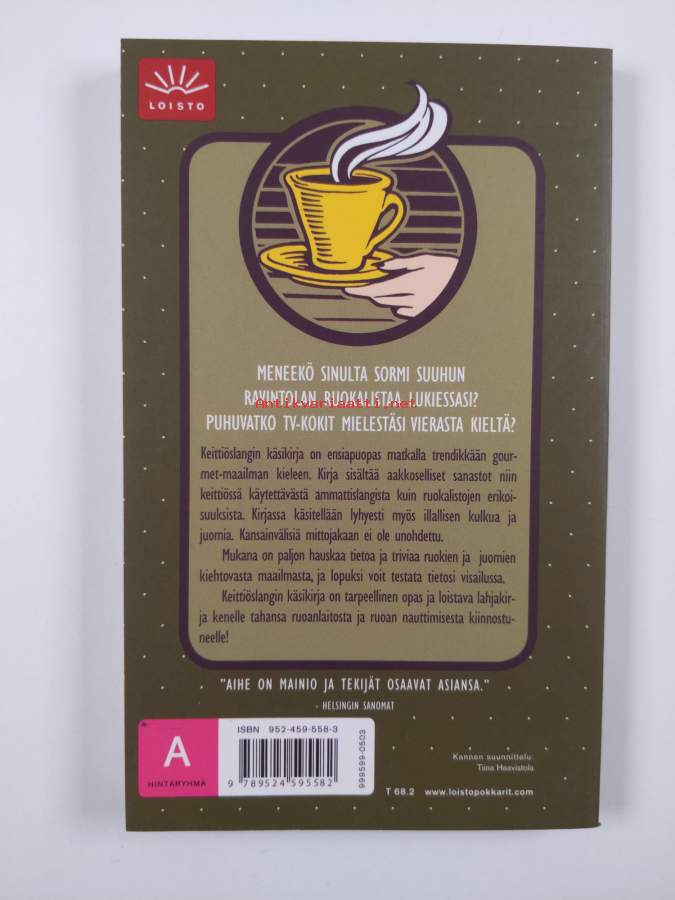 LOISTO
MENEEKÖ SINULTA SORMI SUUHUN
RAVINTOLAN RUOKALISTAA LUKIESSASI?
Antikvariaatti.net
PUHUVATKO TV-KOKIT MIELESTÄSI VIERASTA KIELTÄ?
Keittiöslangin käsikirja on ensiapuopas matkalla trendikkään gour-
met-maailman kieleen. Kirja sisältää aakkoselliset sanastot niin
keittiössä käytettävästä ammattislangista kuin ruokalistojen erikoi-
suuksista. Kirjassa käsitellään lyhyesti myös illallisen kulkua ja
juomia. Kansainvälisiä mittojakaan ei ole unohdettu.
Mukana on paljon hauskaa tietoa ja triviaa ruokien ja juomien
kiehtovasta maailmasta, ja lopuksi voit testata tietosi visailussa.
Keittiöslangin käsikirja on tarpeellinen opas ja loistava lahjakir-
ja kenelle tahansa ruoanlaitosta ja ruoan nauttimisesta kiinnostu-
neelle!
"AIHE ON MAINIO JA TEKIJÄT OSAAVAT ASIANSA."
- HELSINGIN SANOMAT
A
HINTARYHMÄ
ISBN 952-459-558-3
9 789524 595582
999599-0503
Kannen suunnittelu:
Tiina Haavistola
T 68.2 www.loistopokkarit.com